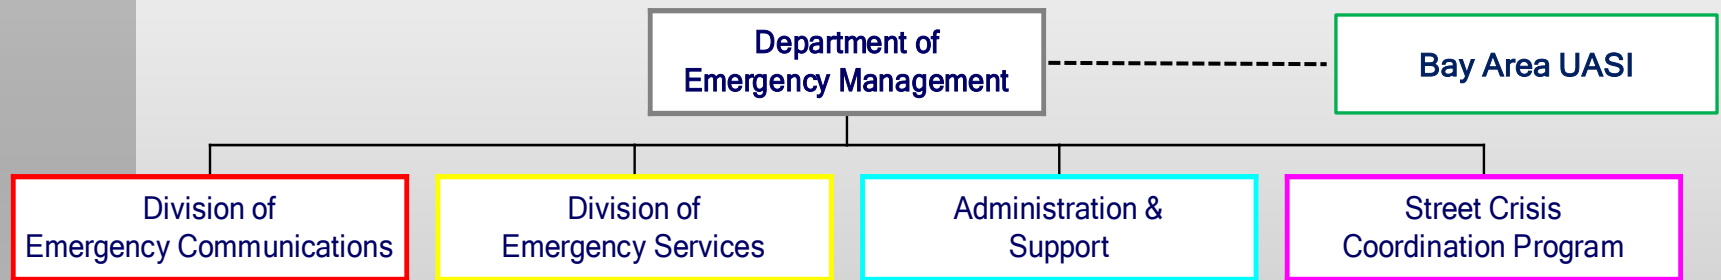 Department of
Emergency Management
Bay Area UASI
Division of
Emergency Communications
Division of
Emergency Services
Administration &
Support
Street Crisis
Coordination Program